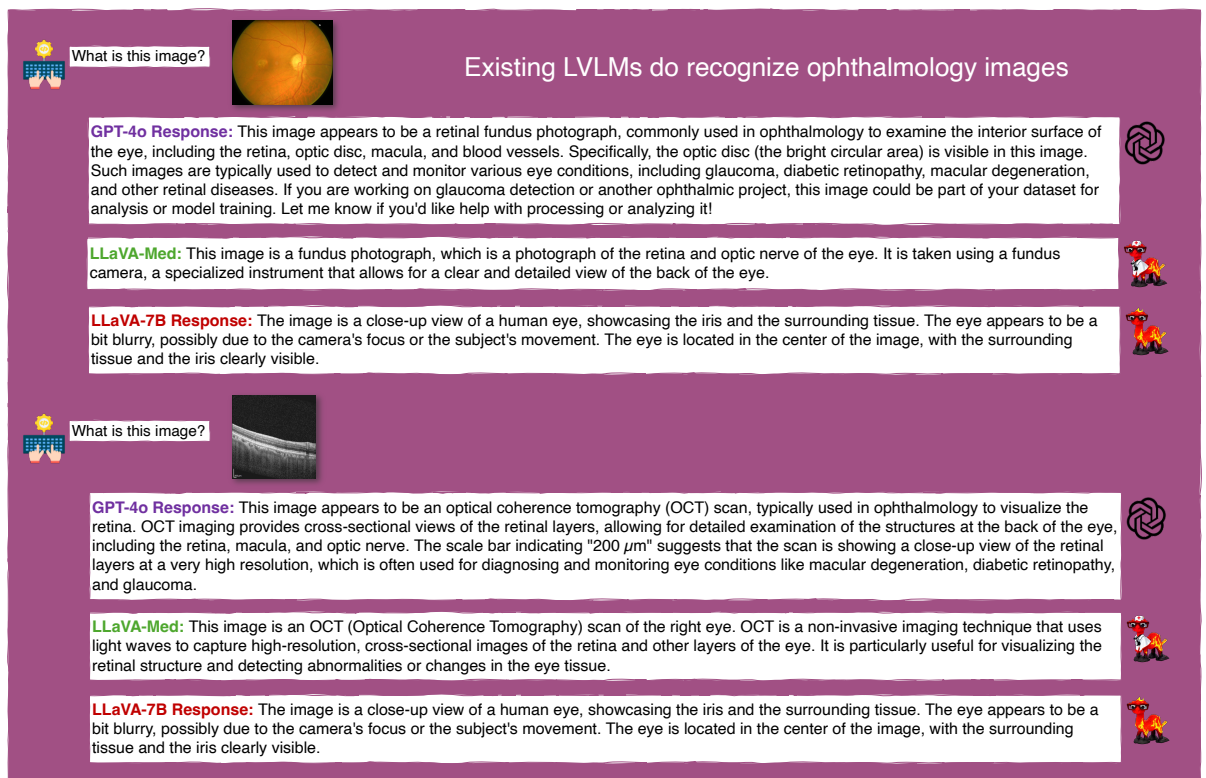 What is this image?
Existing LVLMs do recognize ophthalmology images
GPT-4o Response: This image appears to be a retinal fundus photograph, commonly used in ophthalmology to examine the interior surface of
the eye, including the retina, optic disc, macula, and blood vessels. Specifically, the optic disc (the bright circular area) is visible in this image.
Such images are typically used to detect and monitor various eye conditions, including glaucoma, diabetic retinopathy, macular degeneration,
and other retinal diseases. If you are working on glaucoma detection or another ophthalmic project, this image could be part of your dataset for
analysis or model training. Let me know if you'd like help with processing or analyzing it!
LLaVA-Med: This image is a fundus photograph, which is a photograph of the retina and optic nerve of the eye. It is taken using a fundus
camera, a specialized instrument that allows for a clear and detailed view of the back of the eye.
LLaVA-7B Response: The image is a close-up view of a human eye, showcasing the iris and the surrounding tissue. The eye appears to be a
bit blurry, possibly due to the camera's focus or the subject's movement. The eye is located in the center of the image, with the surrounding
tissue and the iris clearly visible.
What is this image?
GPT-4o Response: This image appears to be an optical coherence tomography (OCT) scan, typically used in ophthalmology to visualize the
retina. OCT imaging provides cross-sectional views of the retinal layers, allowing for detailed examination of the structures at the back of the eye,
including the retina, macula, and optic nerve. The scale bar indicating "200 μm" suggests that the scan is showing a close-up view of the retinal
layers at a very high resolution, which is often used for diagnosing and monitoring eye conditions like macular degeneration, diabetic retinopathy,
and glaucoma.
LLaVA-Med: This image is an OCT (Optical Coherence Tomography) scan of the right eye. OCT is a non-invasive imaging technique that uses
light waves to capture high-resolution, cross-sectional images of the retina and other layers of the eye. It is particularly useful for visualizing the
retinal structure and detecting abnormalities or changes in the eye tissue.
LLaVA-7B Response: The image is a close-up view of a human eye, showcasing the iris and the surrounding tissue. The eye appears to be a
bit blurry, possibly due to the camera's focus or the subject's movement. The eye is located in the center of the image, with the surrounding
tissue and the iris clearly visible.